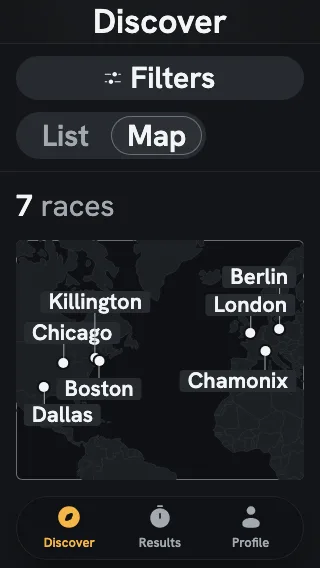 Discover
Filters
List
Map
7 races
Berlin
Killington
London
Chicago
Boston
Chamonix
Dallas
Discover
Results
Profile